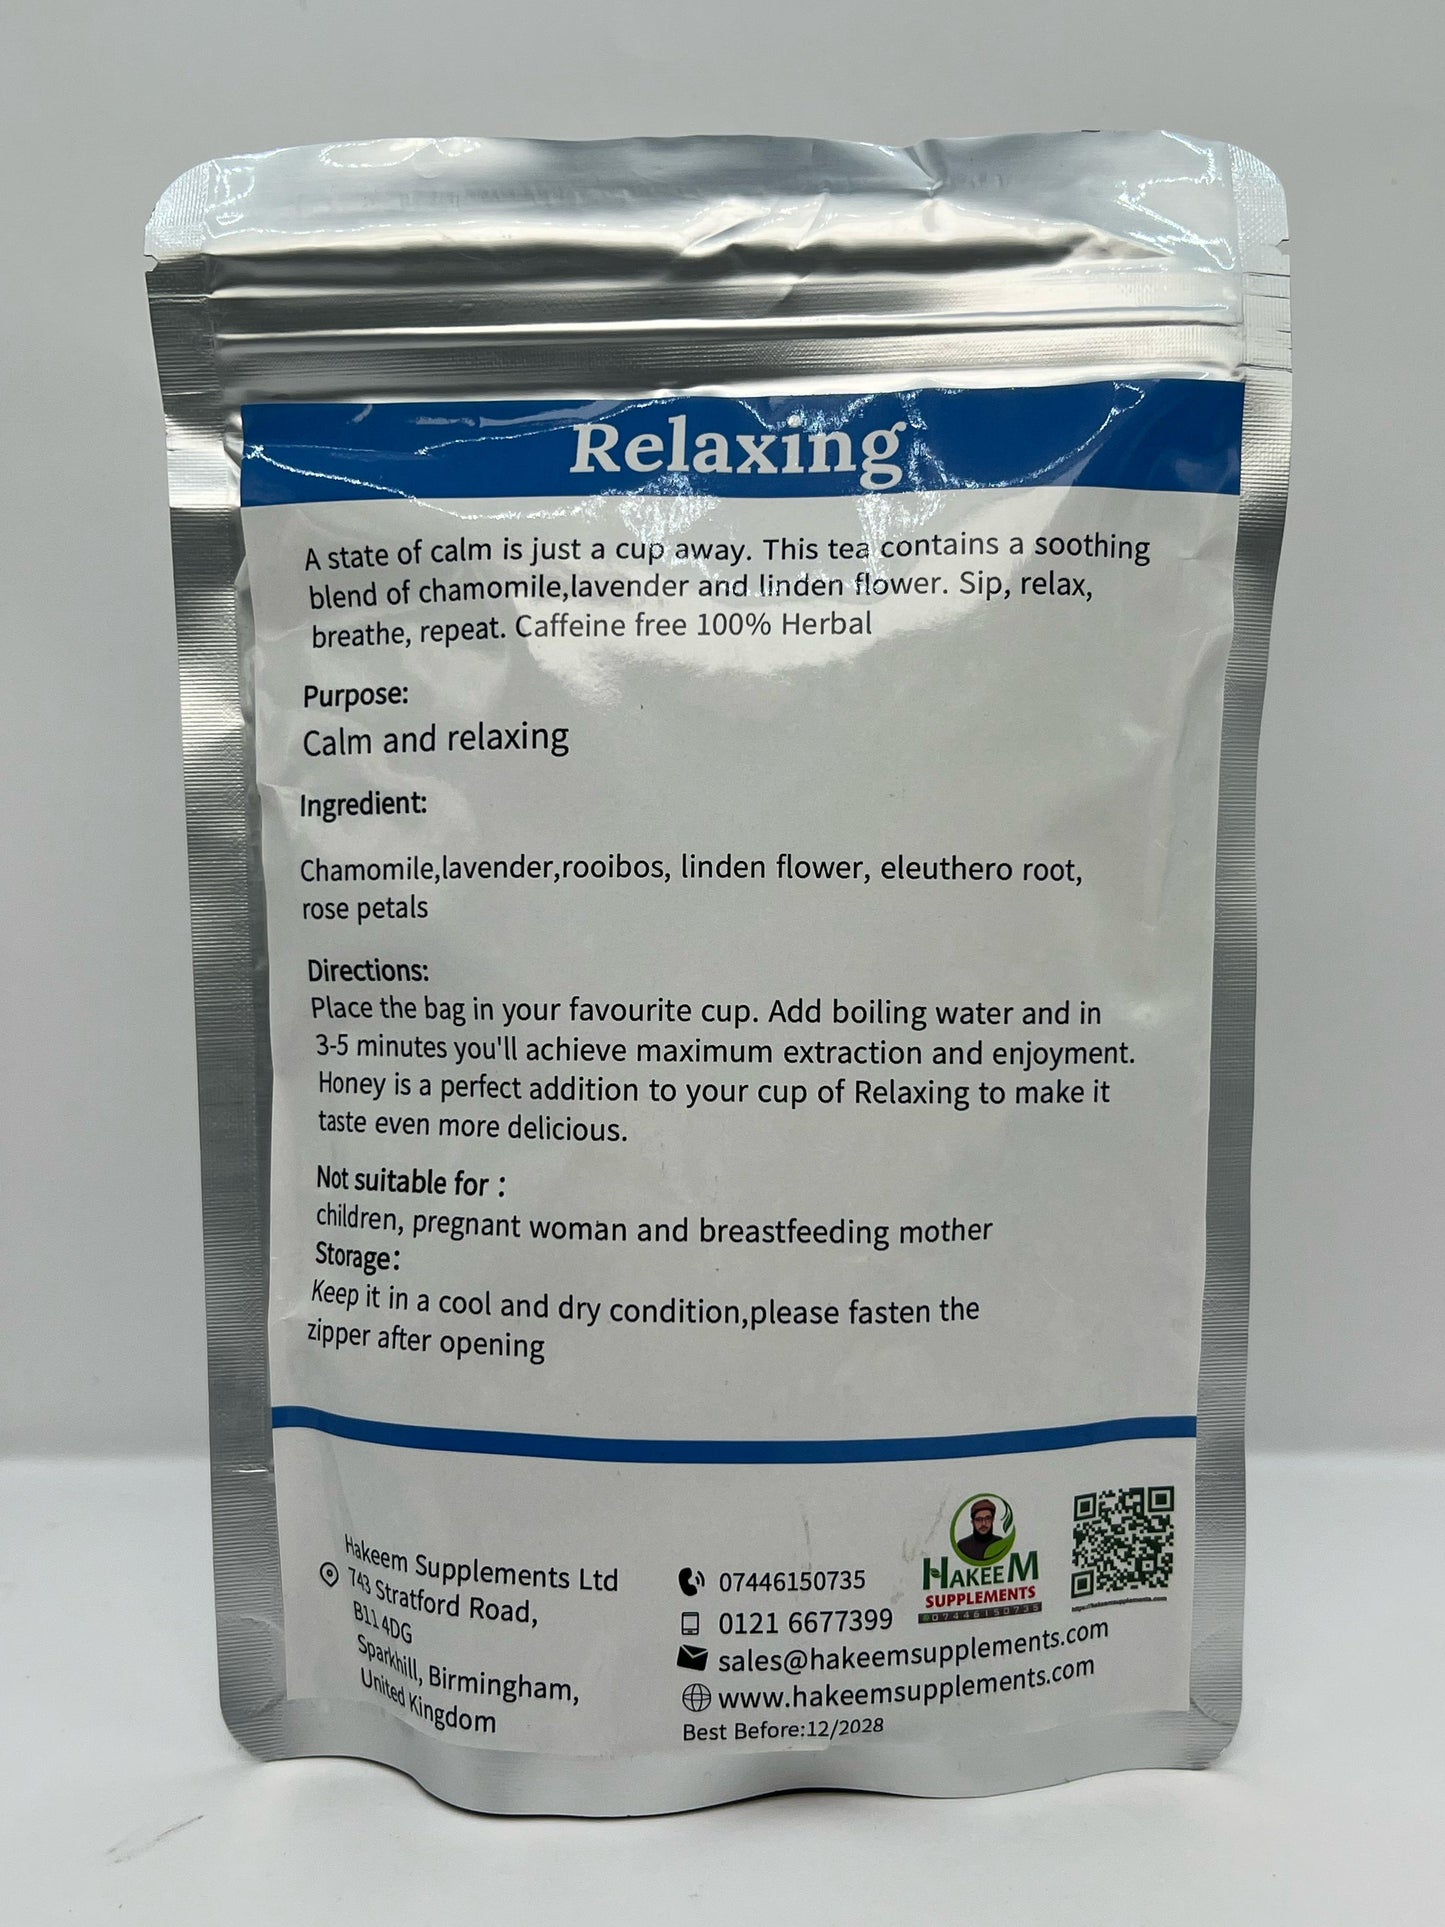 Relaxing
A state of calm is just a cup away. This tea contains a soothing
blend of chamomile,lavender and linden flower. Sip, relax,
breathe, repeat. Caffeine free 100% Herbal
Purpose:
Calm and relaxing
Ingredient:
Chamomile,lavender,rooibos, linden flower, eleuthero root,
rose petals
Directions:
Place the bag in your favourite cup. Add boiling water and in
3-5 minutes you'll achieve maximum extraction and enjoyment.
Honey is a perfect addition to your cup of Relaxing to make it
taste even more delicious.
Not suitable for :
children, pregnant woman and breastfeeding mother
Storage:
Keep it in a cool and dry condition,please fasten the
zipper after opening
Hakeem Supplements Ltd
743 Stratford Road,
B11 4DG
Sparkhill, Birmingham,
United Kingdom
07446150735
0121 6677399
sales@hakeemsupplements.com
www.hakeemsupplements.com
Best Before:12/2028
HAKEEM
SUPPLEMENTS
07446150735
https://hakeemsupplements.com